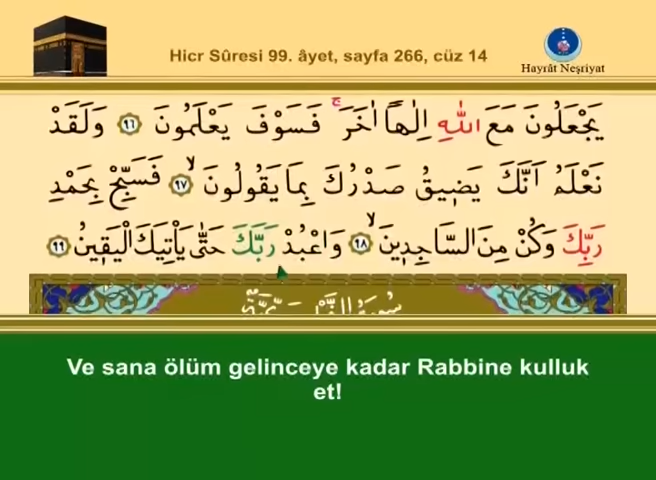 Hicr Sûresi 99. âyet, sayfa 266, cüz 14
Hayrât Neşriyat
يَجْعَلُونَ مَعَ اللّٰهِ اِلٰهًا اٰخَرَۚ فَسَوْفَ يَعْلَمُونَ ﴿٩٦﴾ وَلَقَدْ
نَعْلَمُ اَنَّكَ يَضٖيقُ صَدْرُكَ بِمَا يَقُولُونَۙ ﴿٩٧﴾ فَسَبِّحْ بِحَمْدِ
رَبِّكَ وَكُنْ مِنَ السَّاجِدٖينَۙ ﴿٩٨﴾ وَاعْبُدْ رَبَّكَ حَتّٰى يَاْتِيَكَ الْيَقٖينُ ﴿٩٩﴾
Ve sana ölüm gelinceye kadar Rabbine kulluk
et!